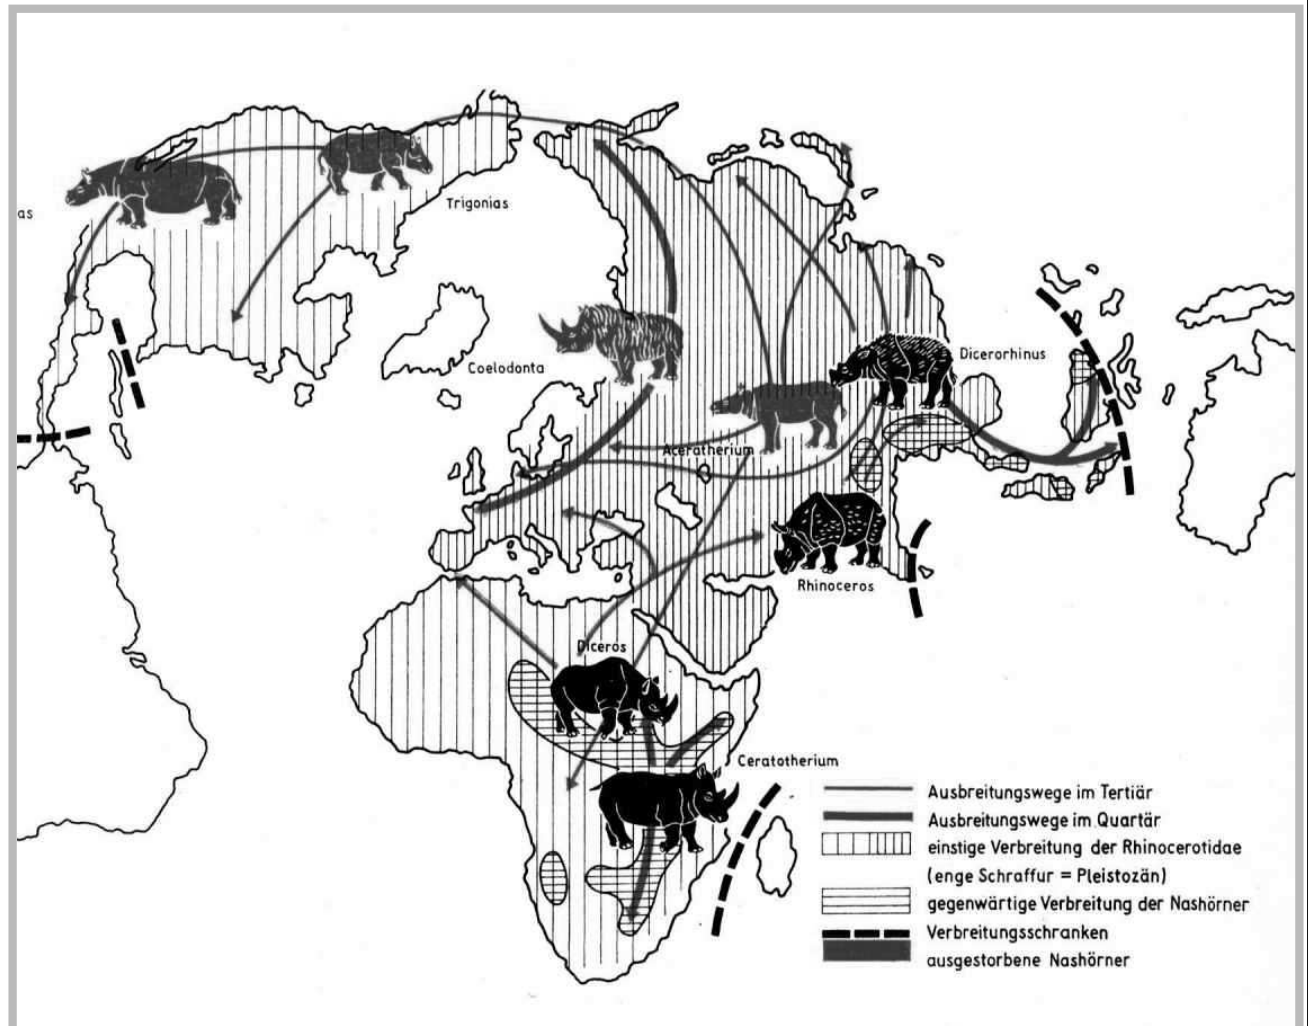 as
Trigonias
Coelodonta
Dicerorhinus
Aceratherium
Rhinoceros
Diceros
Ceratotherium
Ausbreitungswege im Tertiär
Ausbreitungswege im Quartär
einstige Verbreitung der Rhinocerotidae
(enge Schraffur = Pleistozän)
gegenwärtige Verbreitung der Nashörner
Verbreitungsschranken
ausgestorbene Nashörner